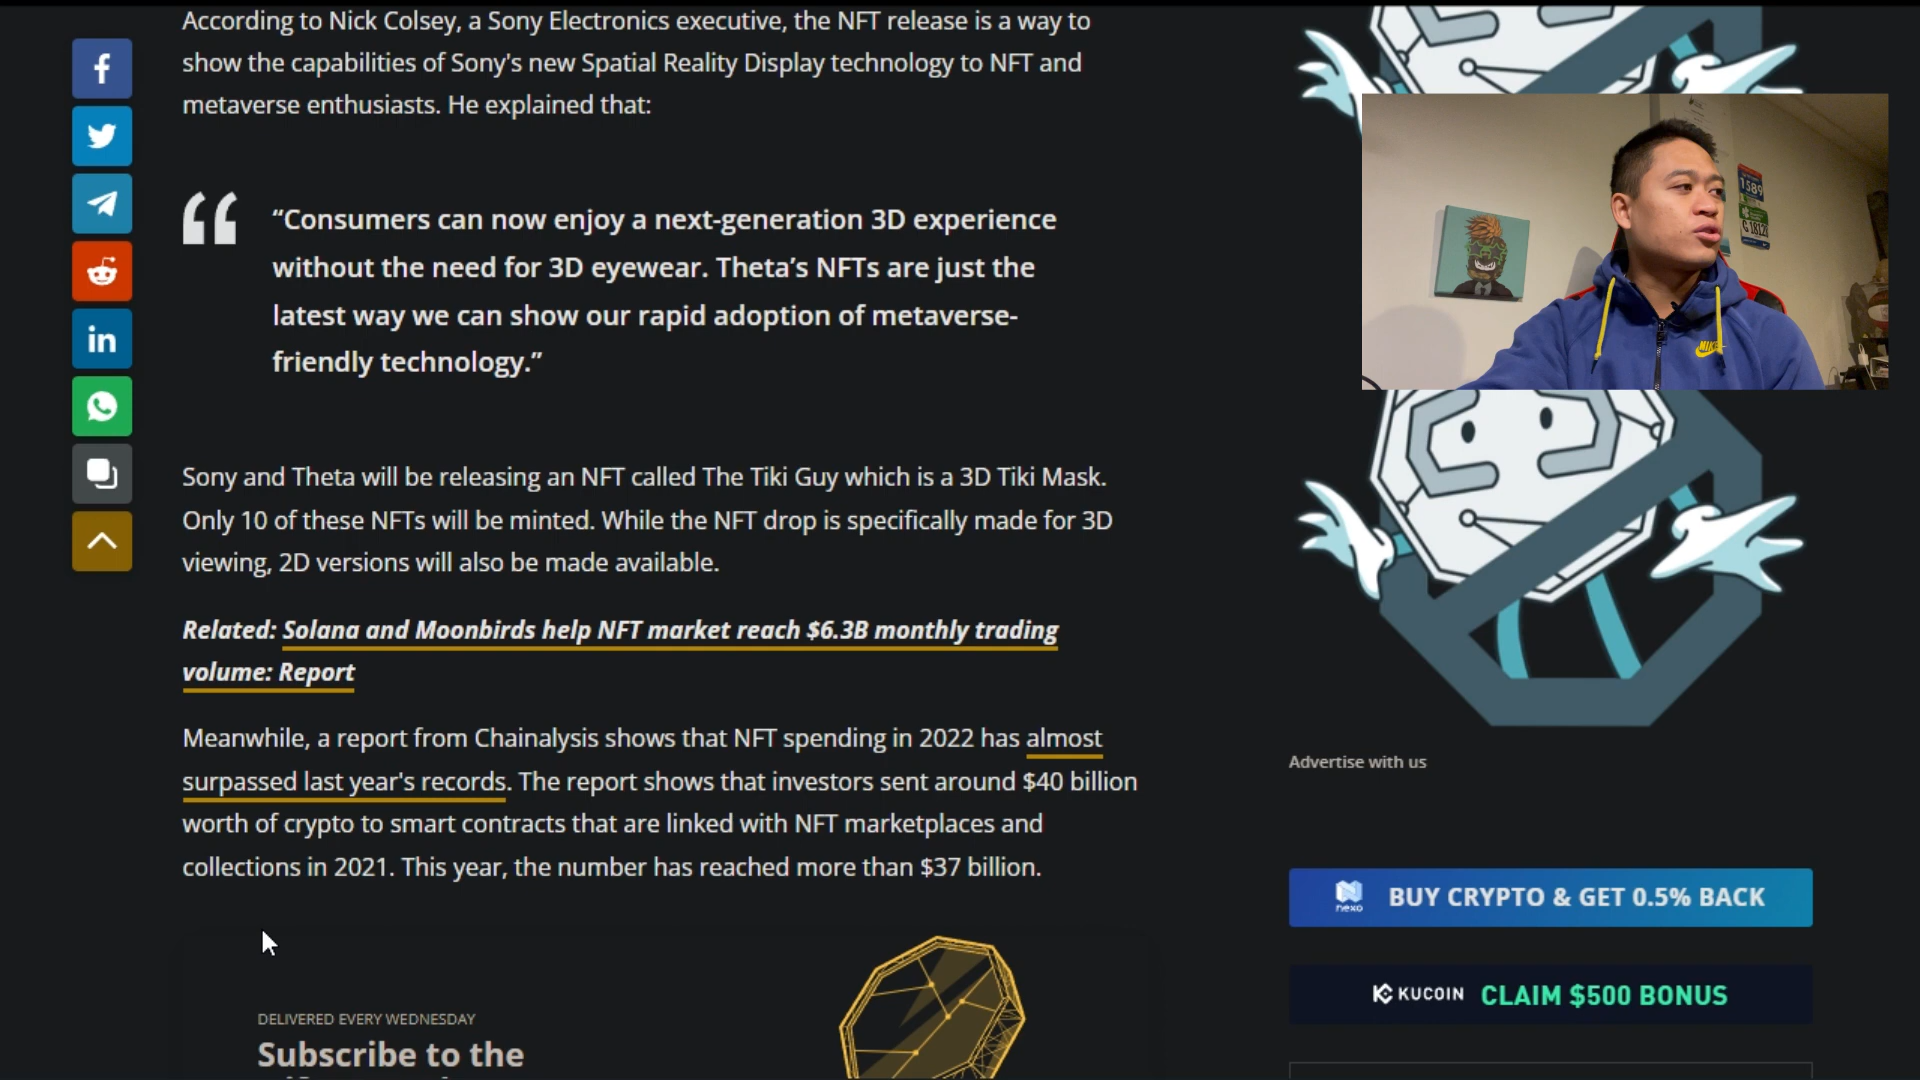 According to Nick Colsey, a Sony Electronics executive, the NFT release is a way to
show the capabilities of Sony's new Spatial Reality Display technology to NFT and
metaverse enthusiasts. He explained that:
“Consumers can now enjoy a next-generation 3D experience
without the need for 3D eyewear. Theta’s NFTs are just the
latest way we can show our rapid adoption of metaverse-
friendly technology.”
Sony and Theta will be releasing an NFT called The Tiki Guy which is a 3D Tiki Mask.
Only 10 of these NFTs will be minted. While the NFT drop is specifically made for 3D
viewing, 2D versions will also be made available.
Related: Solana and Moonbirds help NFT market reach $6.3B monthly trading
volume: Report
Meanwhile, a report from Chainalysis shows that NFT spending in 2022 has almost
surpassed last year's records. The report shows that investors sent around $40 billion
worth of crypto to smart contracts that are linked with NFT marketplaces and
collections in 2021. This year, the number has reached more than $37 billion.
DELIVERED EVERY WEDNESDAY
Subscribe to the
1589
NIKE
Advertise with us
nexo BUY CRYPTO & GET 0.5% BACK
KUCOIN CLAIM $500 BONUS